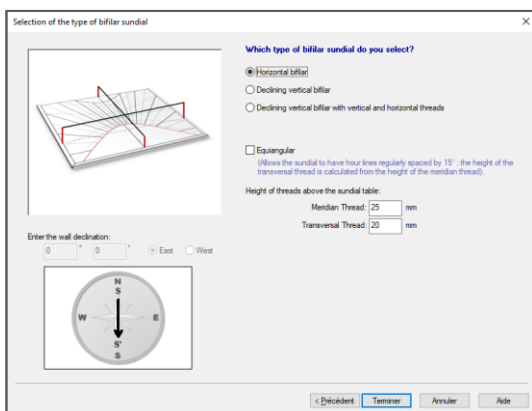 Selection of the type of bifilar sundial
Which type of bifilar sundial do you select?
Horizontal bifilar
Declining vertical bifilar
Declining vertical bifilar with vertical and horizontal threads
Equiangular
(Allows the sundial to have hour lines regularly spaced by 15° ; the height of the
transversal thread is calculated from the height of the meridian thread).
Height of threads above the sundial table:
Meridian Thread: 25 mm
Transversal Thread: 20 mm
Enter the wall declination:
0 ° 0 ' East West
N
S
W E
S'
S
< Précédent Terminer Annuler Aide